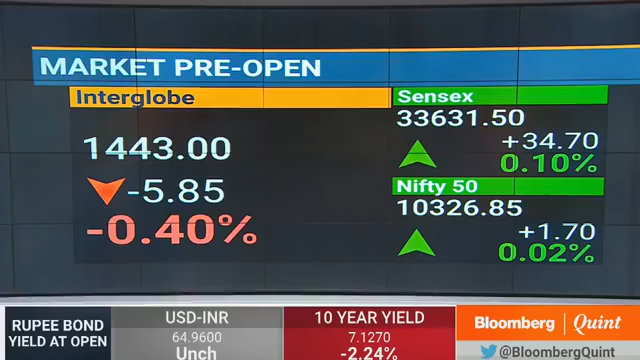 MARKET PRE-OPEN
Interglobe
1443.00
-5.85
-0.40%
Sensex
33631.50
+34.70
0.10%
Nifty 50
10326.85
+1.70
0.02%
RUPEE BOND
YIELD AT OPEN
USD-INR
64.9600
Unch
10 YEAR YIELD
7.1270
-2.24%
Bloomberg | Quint
@BloombergQuint